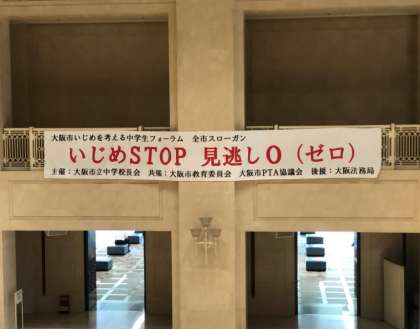 大阪市いじめを考える中学生フォーラム　全市スローガン
いじめSTOP 見逃し０（ゼロ）
主催：大阪市立中学校長会　共催：大阪市教育委員会　大阪市PTA協議会　後援：大阪法務局